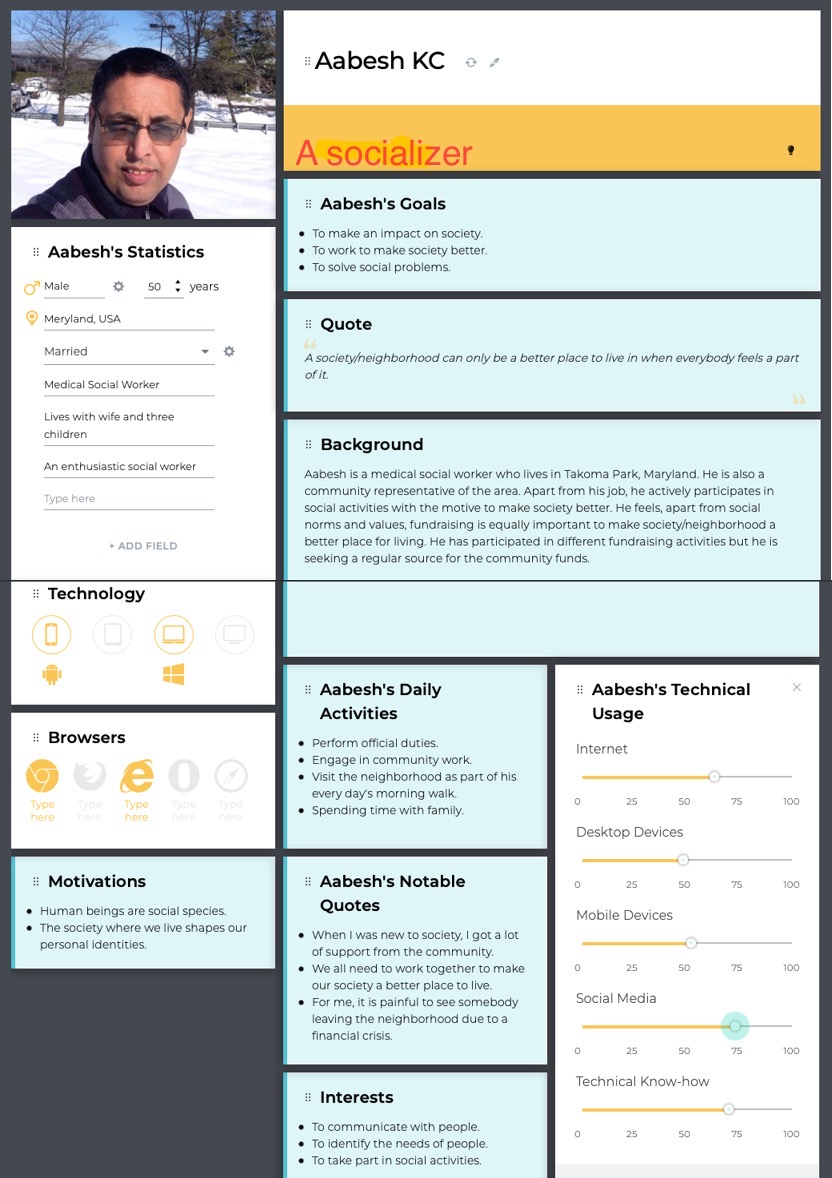 Aabesh KC
A socializer
Aabesh's Statistics
Male
50
years
Meryland, USA
Married
Medical Social Worker
Lives with wife and three
children
An enthusiastic social worker
Type here
+ ADD FIELD
Aabesh's Goals
To make an impact on society.
To work to make society better.
To solve social problems.
Quote
“
A society/neighborhood can only be a better place to live in when everybody feels a part
of it.
”
Background
Aabesh is a medical social worker who lives in Takoma Park, Maryland. He is also a
community representative of the area. Apart from his job, he actively participates in
social activities with the motive to make society better. He feels, apart from social
norms and values, fundraising is equally important to make society/neighborhood a
better place for living. He has participated in different fundraising activities but he is
seeking a regular source for the community funds.
Technology
Browsers
Type
here
Type
here
Type
here
Type
here
Type
here
Motivations
Human beings are social species.
The society where we live shapes our
personal identities.
Aabesh's Daily
Activities
Perform official duties.
Engage in community work.
Visit the neighborhood as part of his
every day's morning walk.
Spending time with family.
Aabesh's Notable
Quotes
When I was new to society, I got a lot
of support from the community.
We all need to work together to make
our society a better place to live.
For me, it is painful to see somebody
leaving the neighborhood due to a
financial crisis.
Interests
To communicate with people.
To identify the needs of people.
To take part in social activities.
Aabesh's Technical
Usage
Internet
0 25 50 75 100
Desktop Devices
0 25 50 75 100
Mobile Devices
0 25 50 75 100
Social Media
0 25 50 75 100
Technical Know-how
0 25 50 75 100